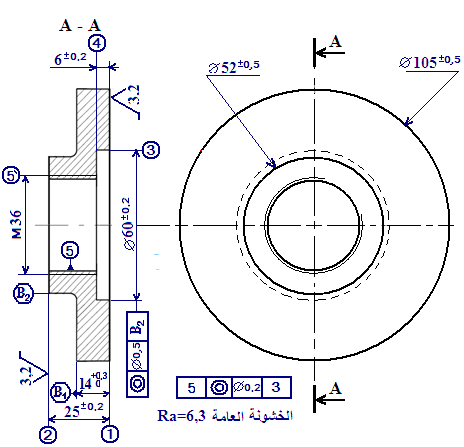 A - A
④
6±0,2
3.2
③
⑤
M36
⑤
Ø60±0,2
B₂
◎ Ø0,5 B₂
3,2
B₁
14 +0,3 0
25±0,2
② ①
A
Ø52±0,5
Ø105±0,5
5 ◎ Ø0,2 3
A
الخشونة العامة Ra=6,3